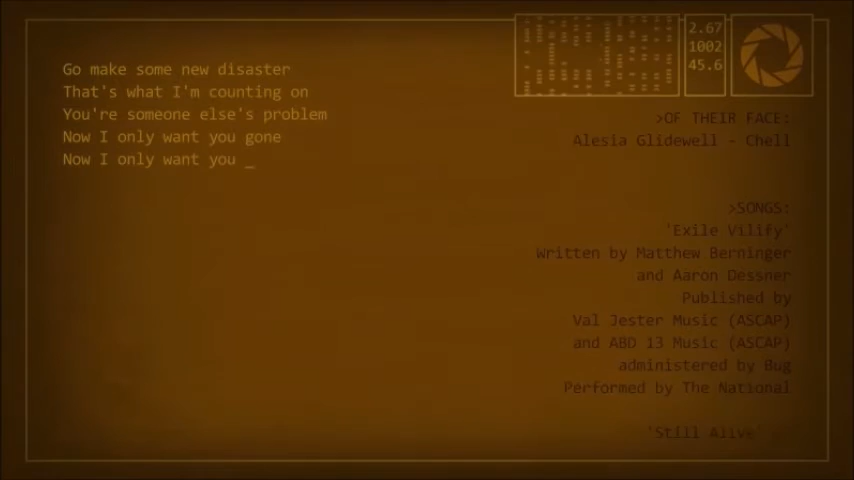 Go make some new disaster
That's what I'm counting on
You're someone else's problem
Now I only want you gone
Now I only want you _
2.67
1002
45.6
>OF THEIR FACE:
Alesia Glidewell - Chell
>SONGS:
'Exile Vilify'
Written by Matthew Berninger
and Aaron Dessner
Published by
Val Jester Music (ASCAP)
and ABD 13 Music (ASCAP)
administered by Bug
Performed by The National
'Still Alive'